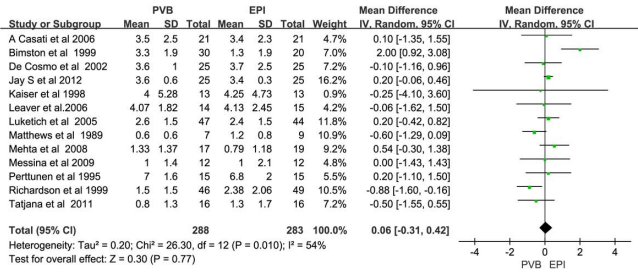 PVB EPI Mean Difference Mean Difference
Study or Subgroup Mean SD Total Mean SD Total Weight IV, Random, 95% CI IV, Random, 95% CI
A Casati et al 2006 3.5 2.5 21 3.4 2.3 21 4.7% 0.10 [-1.35, 1.55]
Bimston et al 1999 3.3 1.9 30 1.3 1.9 20 6.8% 2.00 [0.92, 3.08]
De Cosmo et al 2002 3.6 1 25 3.7 2.5 25 7.0% -0.10 [-1.16, 0.96]
Jay S et al 2012 3.6 0.6 25 3.4 0.3 25 15.7% 0.20 [-0.06, 0.46]
Kaiser et al 1998 4 5.28 13 4.25 4.73 13 0.8% -0.25 [-4.10, 3.60]
Leaver et al.2006 4.07 1.82 14 4.13 2.45 15 4.2% -0.06 [-1.62, 1.50]
Luketich et al 2005 2.6 1.5 47 2.4 1.5 44 11.6% 0.20 [-0.42, 0.82]
Matthews et al 1989 0.6 0.6 7 1.2 0.8 9 10.9% -0.60 [-1.29, 0.09]
Mehta et al 2008 1.33 1.37 17 0.79 1.18 19 9.2% 0.54 [-0.30, 1.38]
Messina et al 2009 1 1.4 12 1 2.1 12 4.8% 0.00 [-1.43, 1.43]
Perttunen et al 1995 7 1.6 15 6.8 2 15 5.7% 0.20 [-1.10, 1.50]
Richardson et al 1999 1.5 1.5 46 2.38 2.06 49 10.5% -0.88 [-1.60, -0.16]
Tatjana et al 2011 0.8 1.3 16 1.3 1.7 16 7.1% -0.50 [-1.55, 0.55]
Total (95% CI) 288 283 100.0% 0.06 [-0.31, 0.42]
Heterogeneity: Tau² = 0.20; Chi² = 26.30, df = 12 (P = 0.010); I² = 54%
Test for overall effect: Z = 0.30 (P = 0.77)
-4 -2 0 2 4
PVB EPI